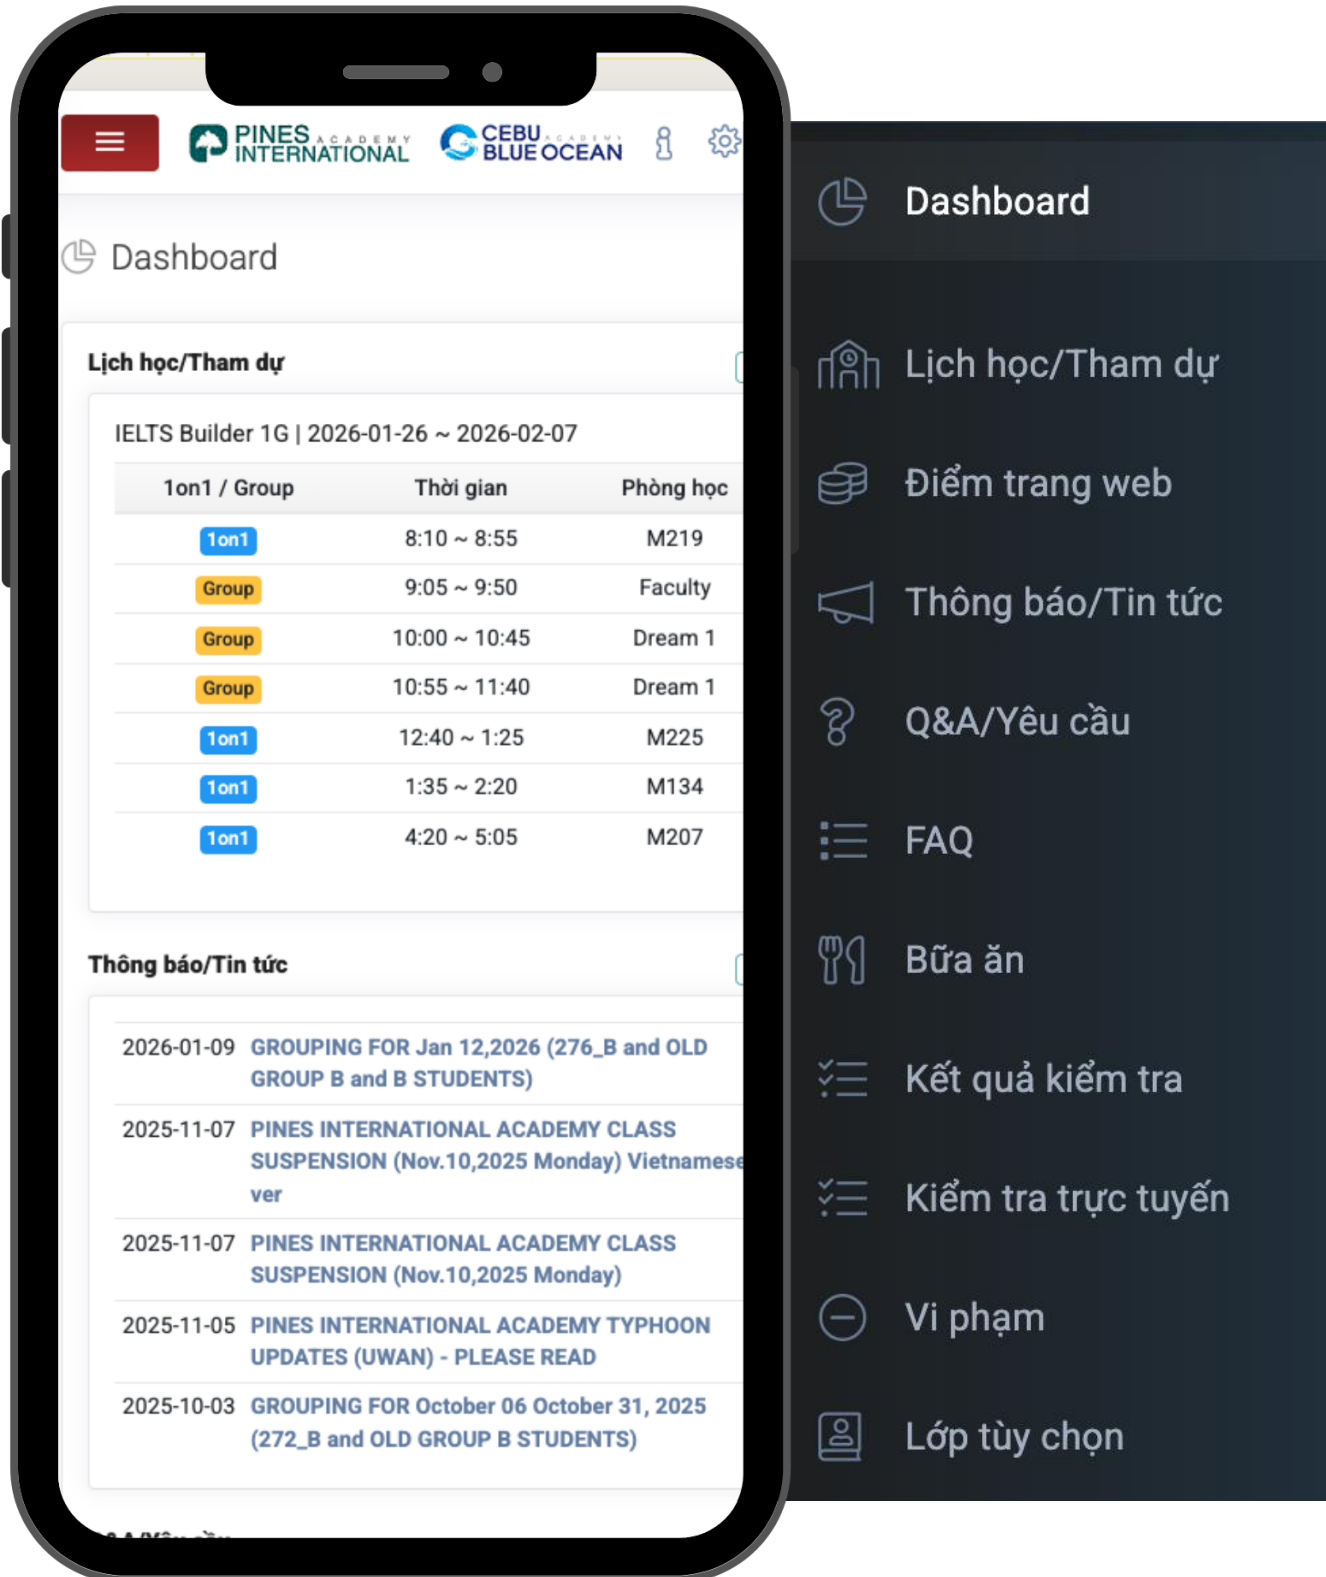 PINES ACADEMY
INTERNATIONAL
CEBU ACADEMY
BLUE OCEAN
Dashboard
Lịch học/Tham dự
IELTS Builder 1G | 2026-01-26 ~ 2026-02-07
1on1 / Group Thời gian Phòng học
1on1 8:10 ~ 8:55 M219
Group 9:05 ~ 9:50 Faculty
Group 10:00 ~ 10:45 Dream 1
Group 10:55 ~ 11:40 Dream 1
1on1 12:40 ~ 1:25 M225
1on1 1:35 ~ 2:20 M134
1on1 4:20 ~ 5:05 M207
Thông báo/Tin tức
2026-01-09 GROUPING FOR Jan 12,2026 (276_B and OLD
GROUP B and B STUDENTS)
2025-11-07 PINES INTERNATIONAL ACADEMY CLASS
SUSPENSION (Nov.10,2025 Monday) Vietnamese
ver
2025-11-07 PINES INTERNATIONAL ACADEMY CLASS
SUSPENSION (Nov.10,2025 Monday)
2025-11-05 PINES INTERNATIONAL ACADEMY TYPHOON
UPDATES (UWAN) - PLEASE READ
2025-10-03 GROUPING FOR October 06 October 31, 2025
(272_B and OLD GROUP B STUDENTS)
Dashboard
Lịch học/Tham dự
Điểm trang web
Thông báo/Tin tức
Q&A/Yêu cầu
FAQ
Bữa ăn
Kết quả kiểm tra
Kiểm tra trực tuyến
Vi phạm
Lớp tùy chọn